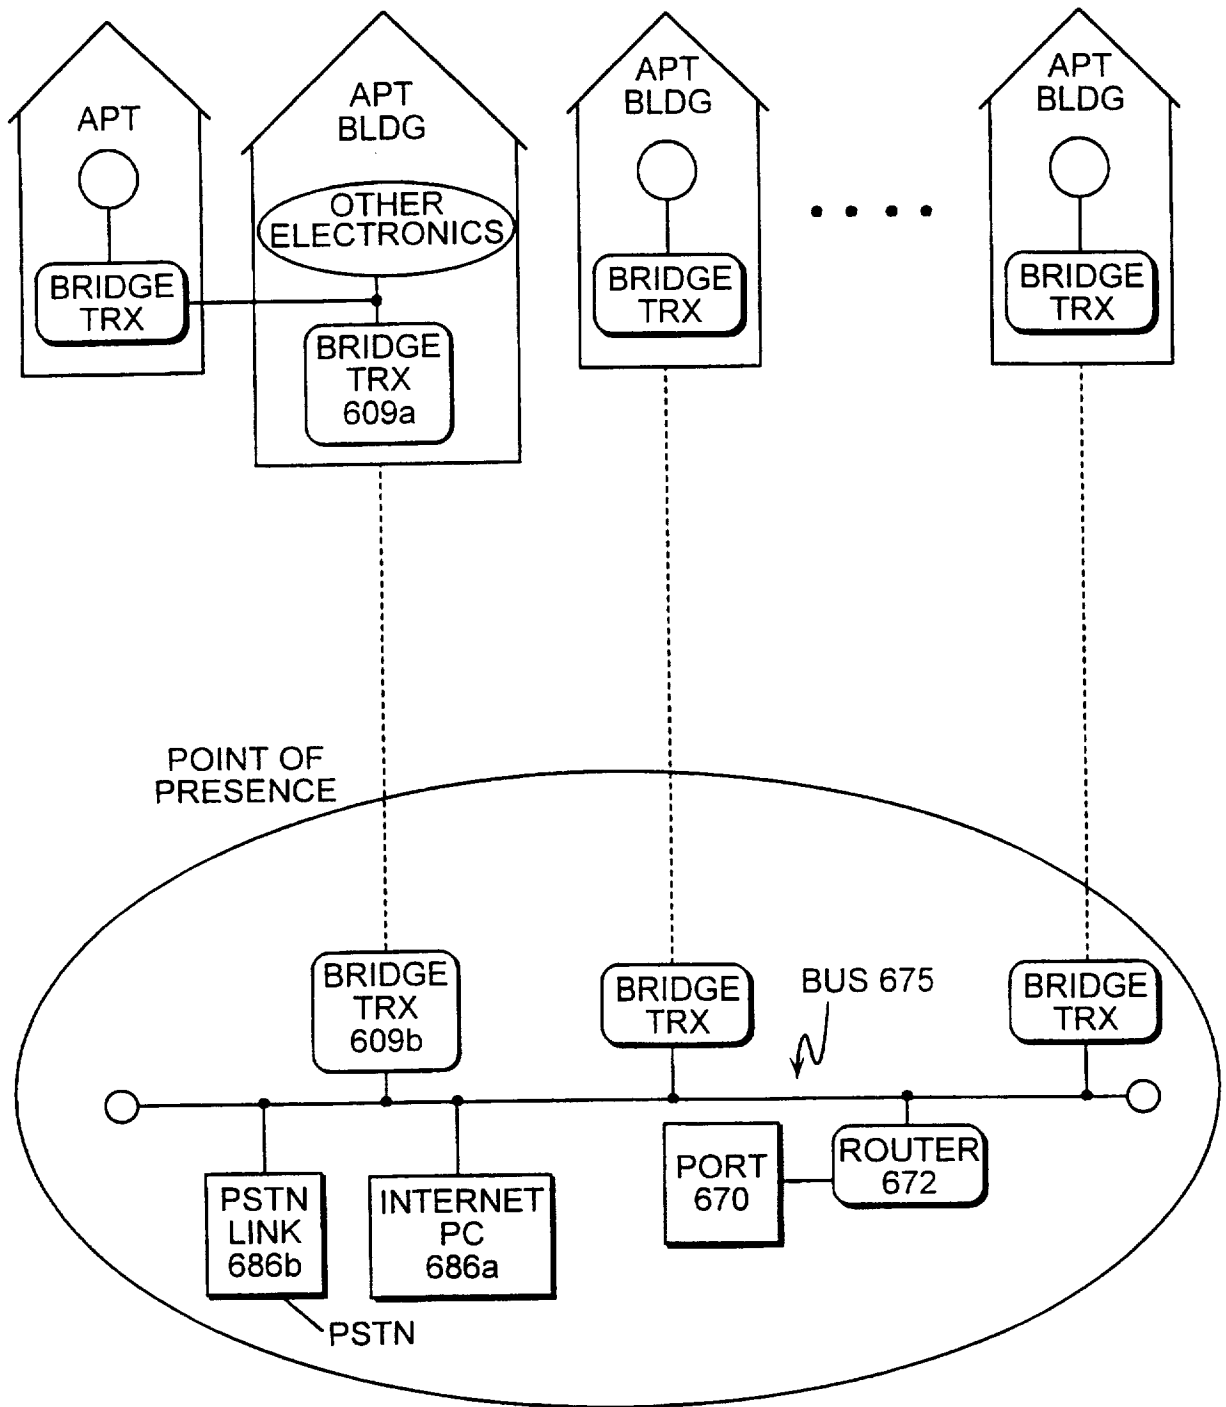 APT
APT
BLDG
APT
BLDG
APT
BLDG
OTHER
ELECTRONICS
BRIDGE
TRX
BRIDGE
TRX
609a
BRIDGE
TRX
BRIDGE
TRX
POINT OF
PRESENCE
BRIDGE
TRX
609b
BRIDGE
TRX
BUS 675
BRIDGE
TRX
PSTN
LINK
686b
INTERNET
PC
686a
PORT
670
ROUTER
672
PSTN